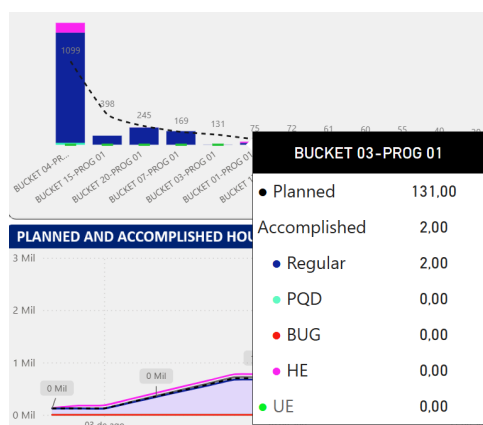 1099
398
245
169
131
75
72
61
60
55
40
BUCKET 04-PR...
BUCKET 15-PROG 01
BUCKET 20-PROG 01
BUCKET 07-PROG 01
BUCKET 03-PROG 01
BUCKET 01-PROG
BUCKET 03-PROG 01
Planned 131,00
Accomplished 2,00
Regular 2,00
PQD 0,00
BUG 0,00
HE 0,00
UE 0,00
PLANNED AND ACCOMPLISHED HOU
3 Mil
2 Mil
1 Mil
0 Mil
0 Mil
0 Mil
03 de ago